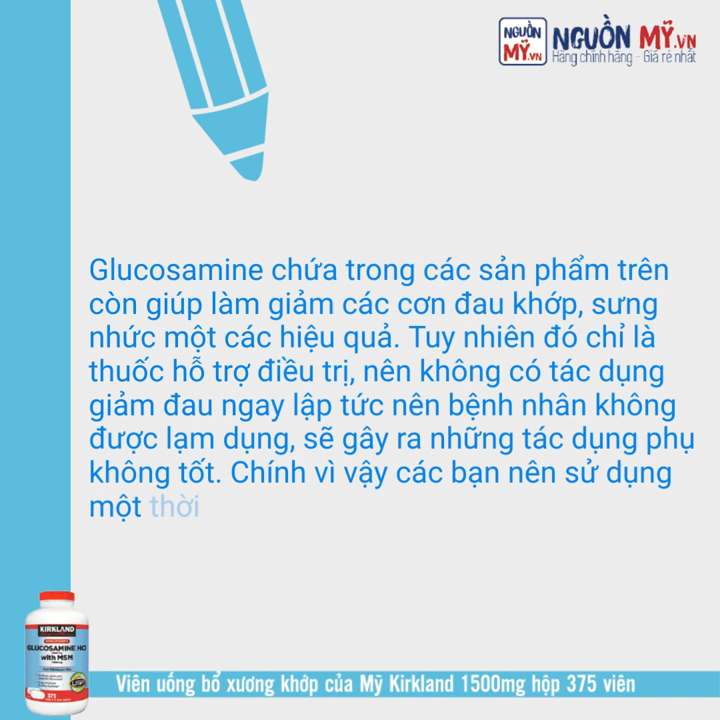 NGUỒN
MỸ.VN
NGUỒN MỸ.VN
Hàng chính hãng - Giá rẻ nhất
Glucosamine chứa trong các sản phẩm trên
còn giúp làm giảm các cơn đau khớp, sưng
nhức một các hiệu quả. Tuy nhiên đó chỉ là
thuốc hỗ trợ điều trị, nên không có tác dụng
giảm đau ngay lập tức nên bệnh nhân không
được lạm dụng, sẽ gây ra những tác dụng phụ
không tốt. Chính vì vậy các bạn nên sử dụng
một thời
KIRKLAND
GLUCOSAMINE HCl
with MSM
375
Viên uống bổ xương khớp của Mỹ Kirkland 1500mg hộp 375 viên